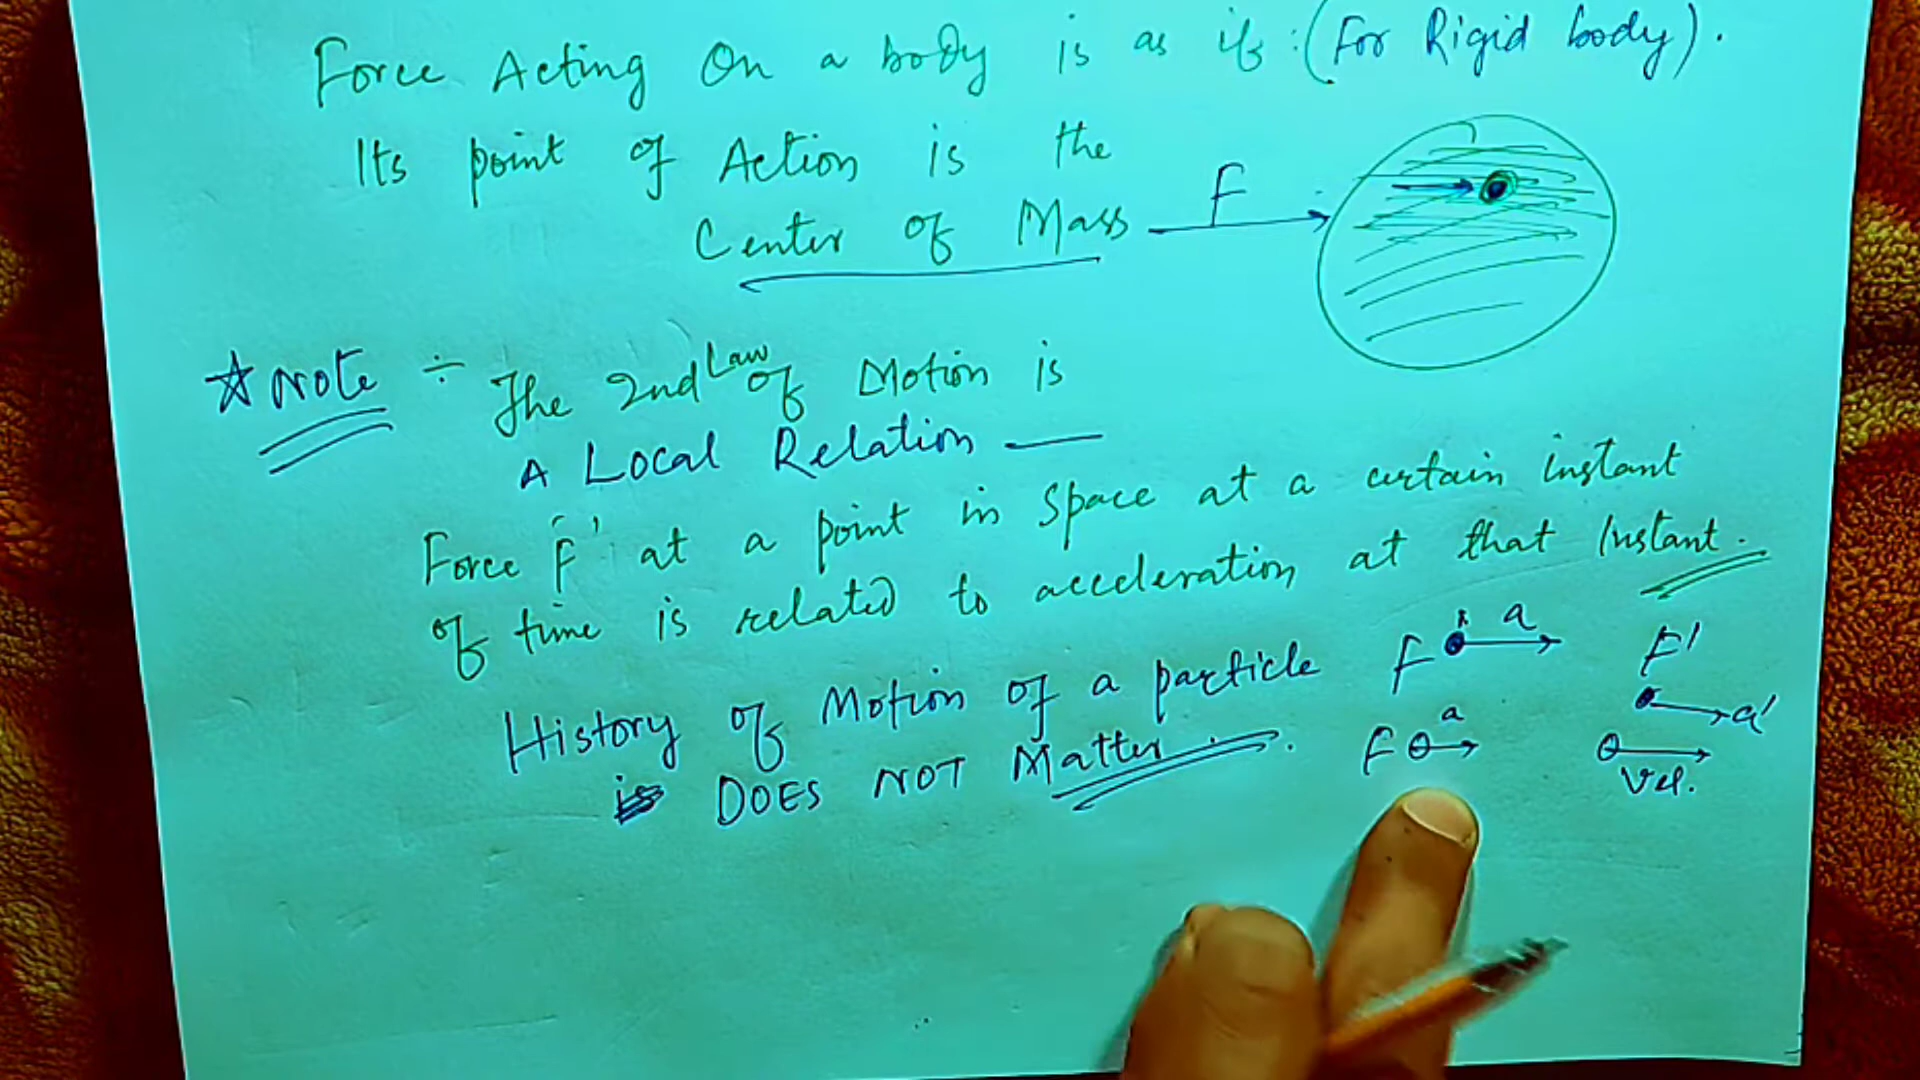 Force Acting On a body is as if : (For Rigid body).
Its point of Action is the
Center of Mass
F
☆ Note ÷ The 2nd Law of Motion is
A Local Relation —
Force 'F' at a point in Space at a certain instant
of time is related to acceleration at that Instant.
History of Motion of a particle
is DOES NOT Matter.
F a
F'
a'
F a
Vel.